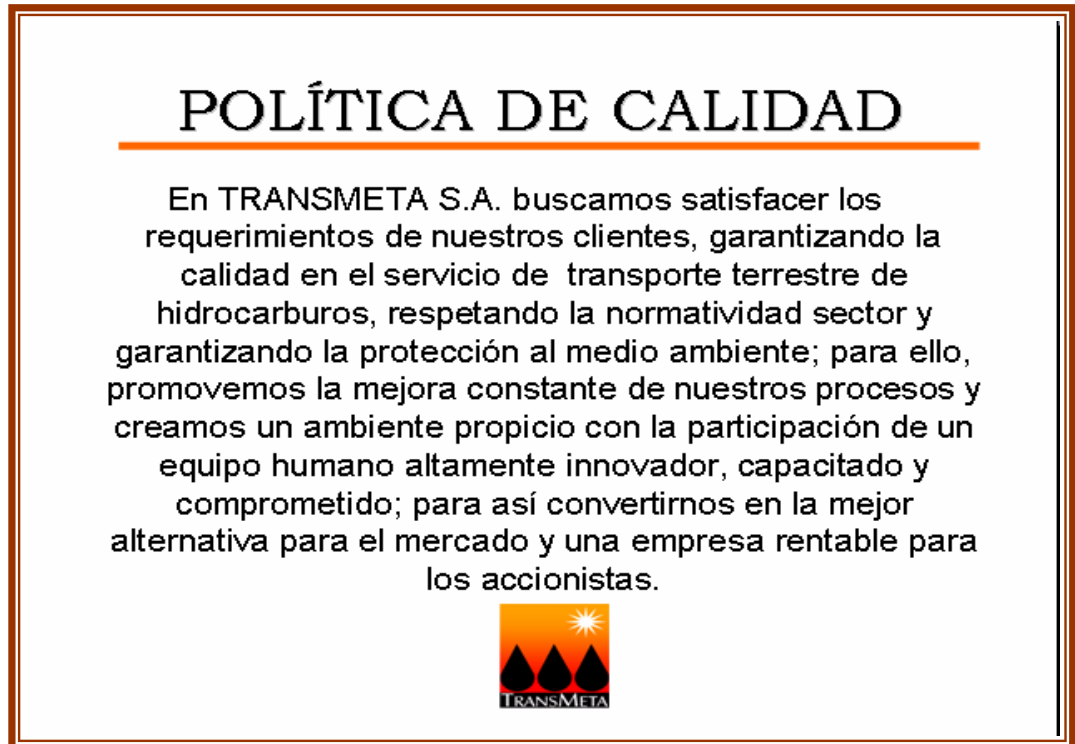 POLÍTICA DE CALIDAD
En TRANSMETA S.A. buscamos satisfacer los
requerimientos de nuestros clientes, garantizando la
calidad en el servicio de transporte terrestre de
hidrocarburos, respetando la normatividad sector y
garantizando la protección al medio ambiente; para ello,
promovemos la mejora constante de nuestros procesos y
creamos un ambiente propicio con la participación de un
equipo humano altamente innovador, capacitado y
comprometido; para así convertirnos en la mejor
alternativa para el mercado y una empresa rentable para
los accionistas.
TRANSMETA